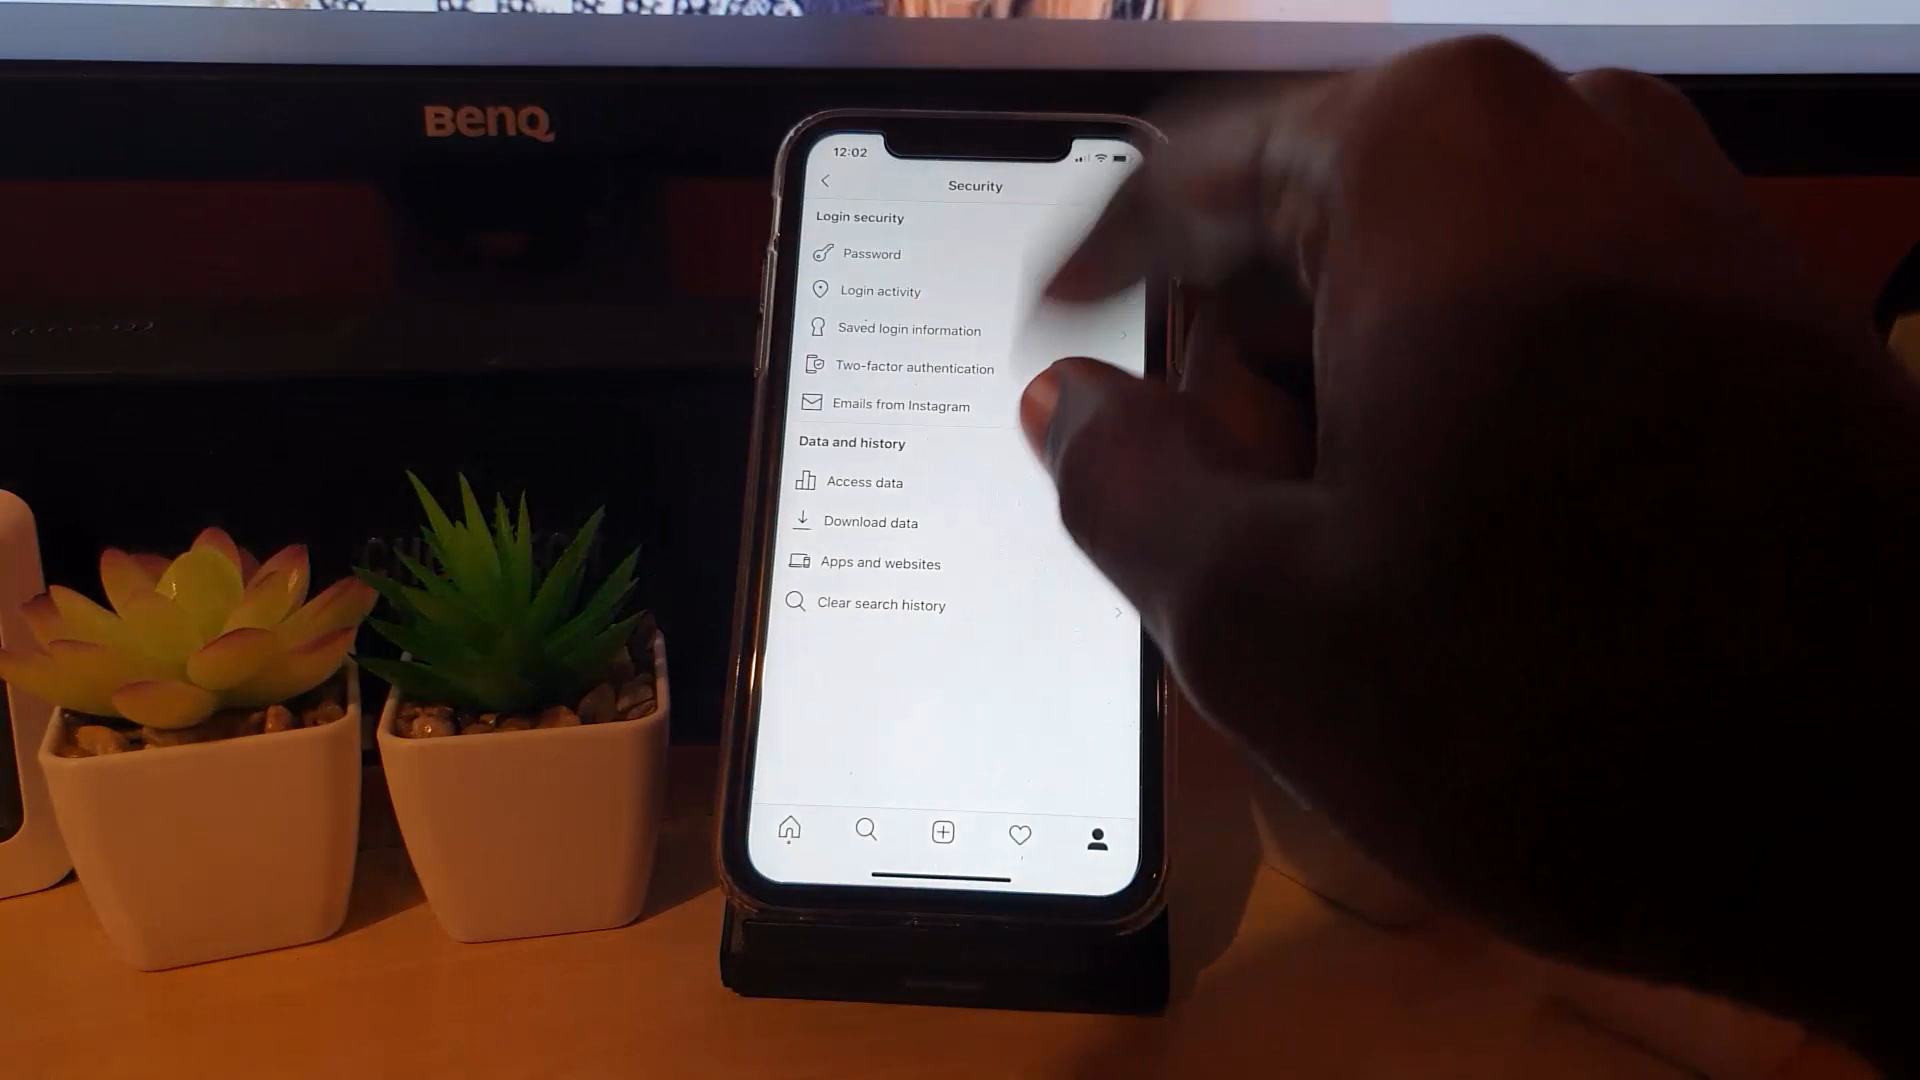 BenQ
12:02
Security
Login security
Password
Login activity
Saved login information
Two-factor authentication
Emails from Instagram
Data and history
Access data
Download data
Apps and websites
Clear search history